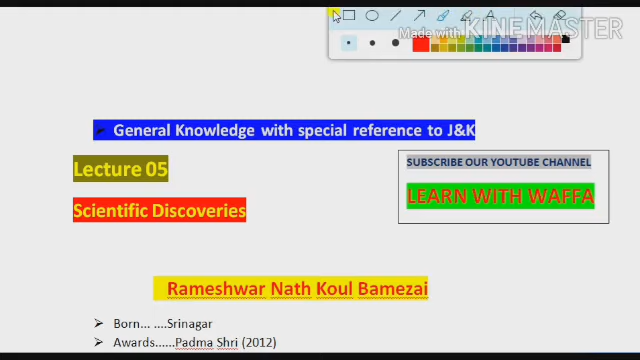 Made with KINEMASTER
General Knowledge with special reference to J&K
Lecture 05
SUBSCRIBE OUR YOUTUBE CHANNEL
LEARN WITH WAFFA
Scientific Discoveries
Rameshwar Nath Koul Bamezai
➢ Born... ....Srinagar
➢ Awards......Padma Shri (2012)